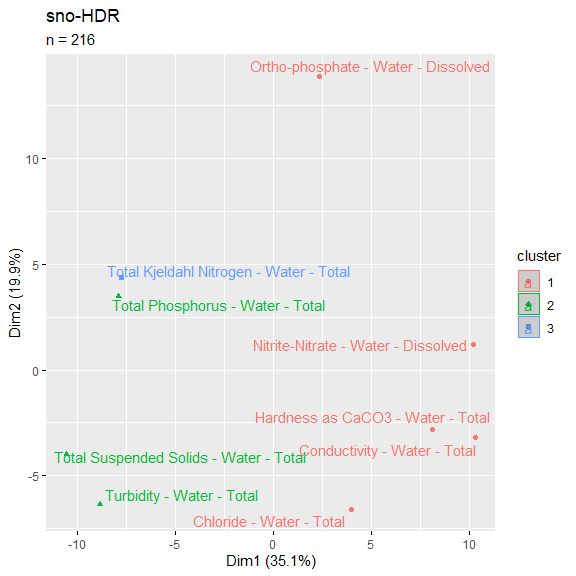 sno-HDR
n = 216
Ortho-phosphate - Water - Dissolved
10
Total Kjeldahl Nitrogen - Water - Total
5
Total Phosphorus - Water - Total
Nitrite-Nitrate - Water - Dissolved
0
Hardness as CaCO3 - Water - Total
Conductivity - Water - Total
Total Suspended Solids - Water - Total
-5
Turbidity - Water - Total
Chloride - Water - Total
-10 -5 0 5 10
Dim1 (35.1%)
Dim2 (19.9%)
cluster
1
2
3